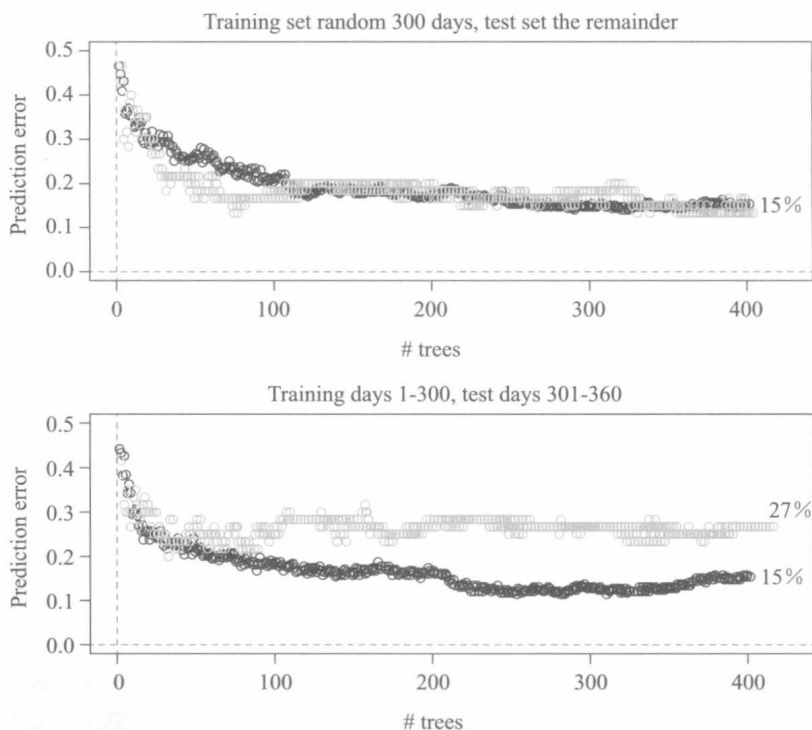 Training set random 300 days, test set the remainder
0.5
0.4
0.3
0.2
0.1
0.0
Prediction error
15%
0 100 200 300 400
# trees
Training days 1-300, test days 301-360
0.5
0.4
0.3
0.2
0.1
0.0
Prediction error
27%
15%
0 100 200 300 400
# trees